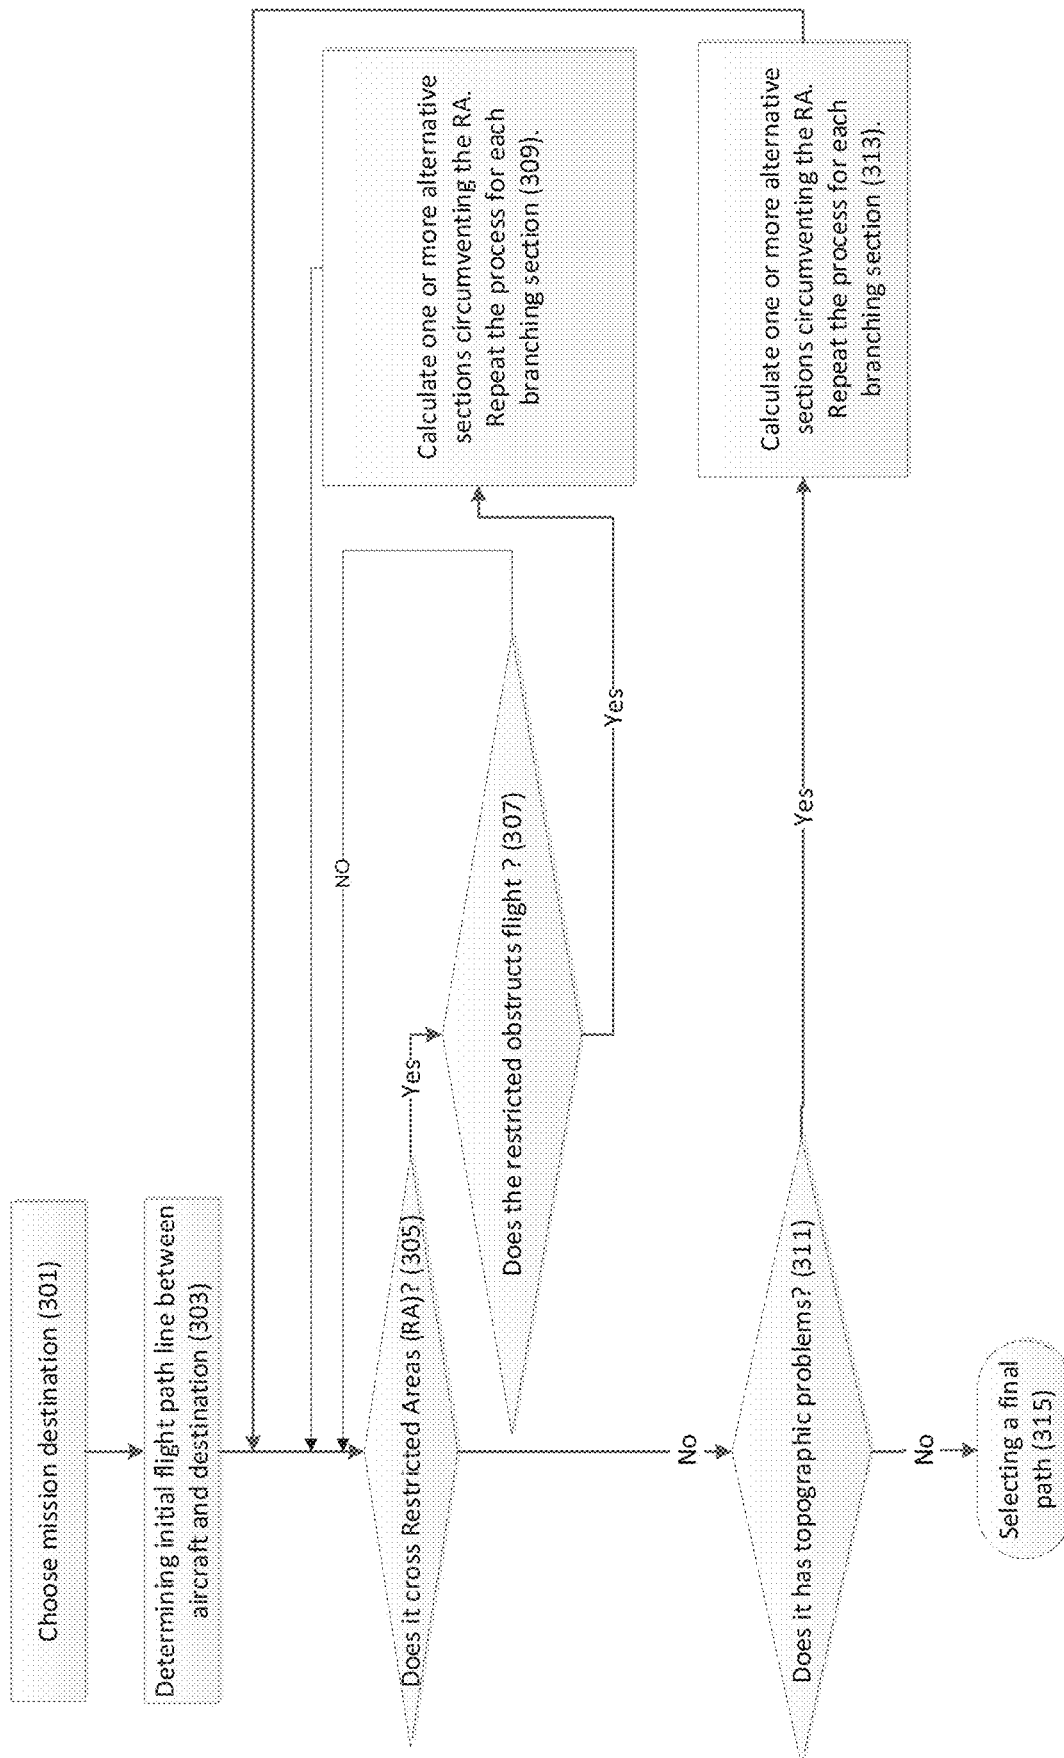 Choose mission destination (301)
Determining initial flight path line between
aircraft and destination (303)
Does it cross Restricted Areas (RA)? (305)
Yes
NO
Does the restricted obstructs flight ? (307)
Yes
Calculate one or more alternative
sections circumventing the RA.
Repeat the process for each
branching section (309).
No
Does it has topographic problems? (311)
Yes
Calculate one or more alternative
sections circumventing the RA.
Repeat the process for each
branching section (313).
No
Selecting a final
path (315)